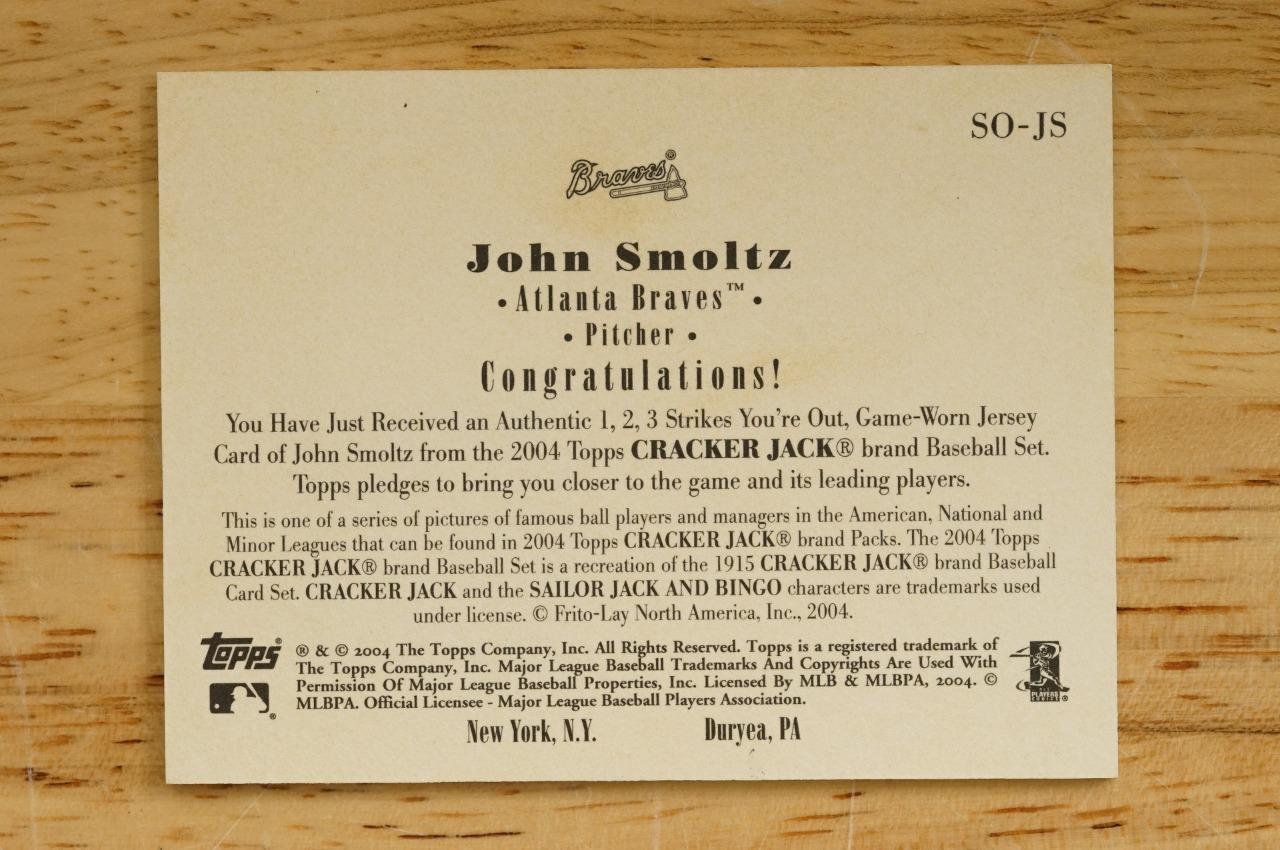 SO-JS
Braves®
John Smoltz
• Atlanta Braves™ •
• Pitcher •
Congratulations!
You Have Just Received an Authentic 1, 2, 3 Strikes You're Out, Game-Worn Jersey
Card of John Smoltz from the 2004 Topps CRACKER JACK® brand Baseball Set.
Topps pledges to bring you closer to the game and its leading players.
This is one of a series of pictures of famous ball players and managers in the American, National and
Minor Leagues that can be found in 2004 Topps CRACKER JACK® brand Packs. The 2004 Topps
CRACKER JACK® brand Baseball Set is a recreation of the 1915 CRACKER JACK® brand Baseball
Card Set. CRACKER JACK and the SAILOR JACK AND BINGO characters are trademarks used
under license. © Frito-Lay North America, Inc., 2004.
Topps®
® & © 2004 The Topps Company, Inc. All Rights Reserved. Topps is a registered trademark of
The Topps Company, Inc. Major League Baseball Trademarks And Copyrights Are Used With
Permission Of Major League Baseball Properties, Inc. Licensed By MLB & MLBPA, 2004. ©
MLBPA. Official Licensee - Major League Baseball Players Association.
PLAYERS
CHOICE®
New York, N.Y. Duryea, PA